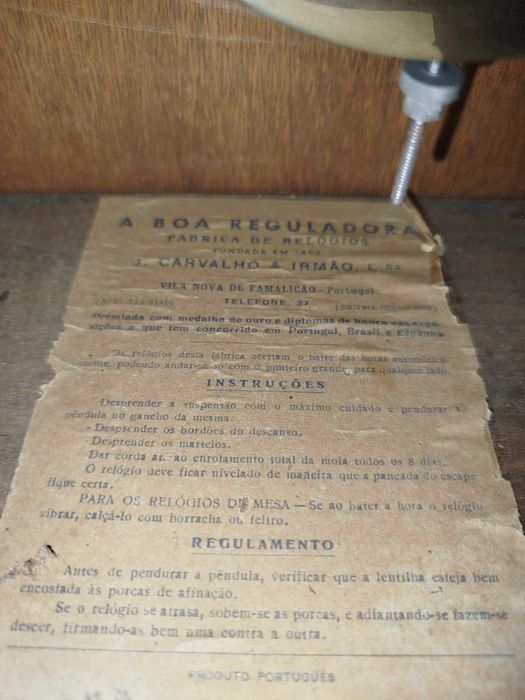 A BOA REGULADORA
FABRICA DE RELOGIOS
FUNDADA EM 1892
J. CARVALHO & IRMÃO, L.DA
VILA NOVA DE FAMALICÃO - Portugal
TELEFONE, 37
Premiada com medalha de ouro e diplomas de honra nas expo-
sições a que tem concorrido em Portugal, Brasil e Espanha
Os relógios desta fábrica acertam o bater das horas automàtica-
mente, podendo andar-se só com o ponteiro grande para qualquer lado.
INSTRUÇÕES
Desprender a suspensão com o máximo cuidado e pendurar a
pêndula no gancho da mesma.
Desprender os bordões do descanso.
Desprender os martelos.
Dar corda até ao enrolamento total da mola todos os 8 dias.
O relógio deve ficar nivelado de maneira que a pancada do escape
fique certa.
PARA OS RELÓGIOS DE MESA — Se ao bater a hora o relógio
vibrar, calçá-lo com borracha ou feltro.
REGULAMENTO
Antes de pendurar a pêndula, verificar que a lentilha esteja bem
encostada às porcas de afinação.
Se o relógio se atrasa, sobem-se as porcas, e adiantando-se fazem-se
descer, firmando-as bem uma contra a outra.
PRODUTO PORTUGUÊS